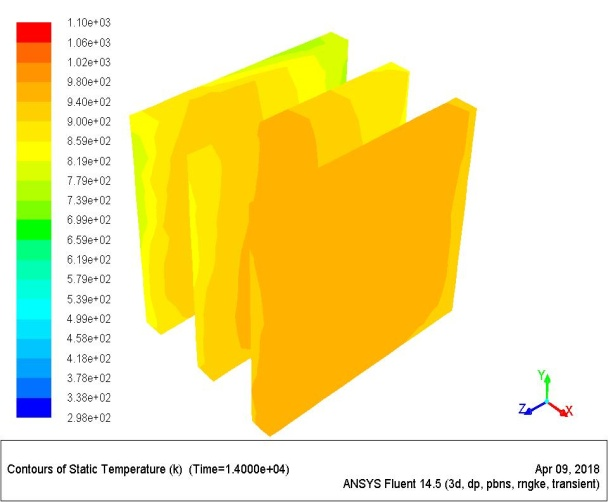 1.10e+03
1.06e+03
1.02e+03
9.80e+02
9.40e+02
9.00e+02
8.59e+02
8.19e+02
7.79e+02
7.39e+02
6.99e+02
6.59e+02
6.19e+02
5.79e+02
5.39e+02
4.99e+02
4.58e+02
4.18e+02
3.78e+02
3.38e+02
2.98e+02
Y
Z
X
Contours of Static Temperature (k) (Time=1.4000e+04)
Apr 09, 2018
ANSYS Fluent 14.5 (3d, dp, pbns, rngke, transient)